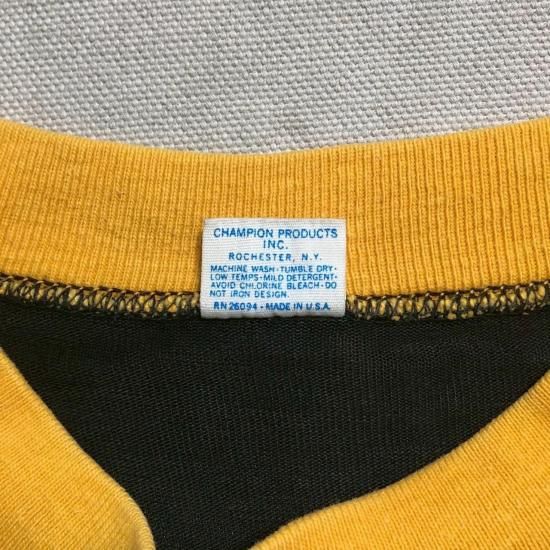 CHAMPION PRODUCTS
INC.
ROCHESTER, N.Y.
MACHINE WASH · TUMBLE DRY ·
LOW TEMPS · MILD DETERGENT ·
AVOID CHLORINE BLEACH · DO
NOT IRON DESIGN.
RN 26094 · MADE IN U.S.A.